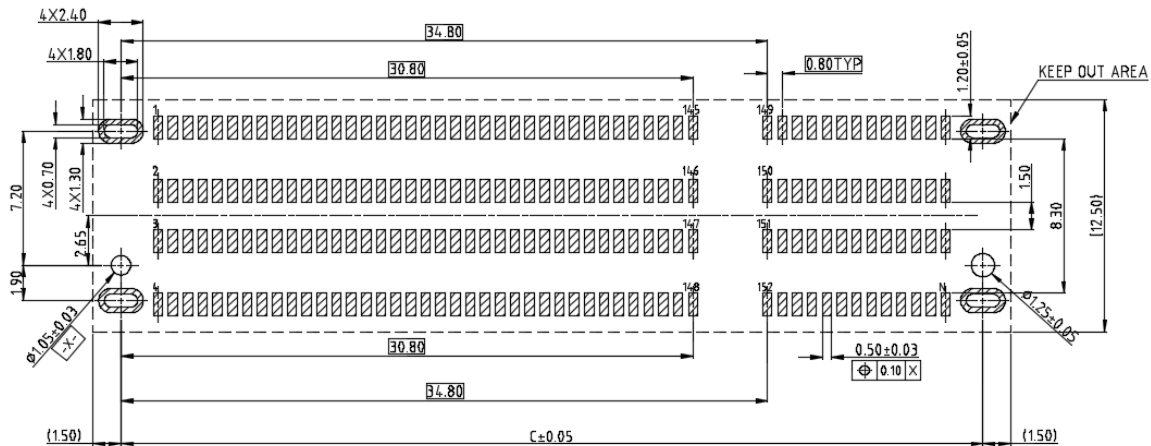 4X2.40
34.80
4X1.80
30.80
0.80TYP
1.20±0.05
KEEP OUT AREA
1
145
149
4X0.70
4X1.30
7.20
2
146
150
1.50
8.30
[12.50]
2.65
3
147
151
1.90
4
148
152
N
Ø1.05±0.03
-X-
Ø1.25±0.05
30.80
0.50±0.03
⌖ 0.10 X
34.80
(1.50)
C±0.05
(1.50)